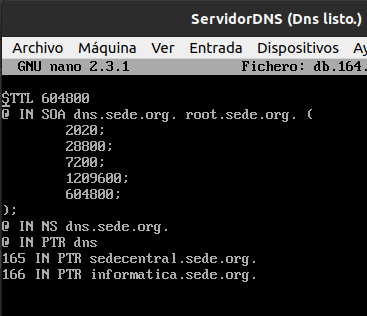 ServidorDNS (Dns listo.)
Archivo Máquina Ver Entrada Dispositivos Ay
GNU nano 2.3.1 Fichero: db.164.
$TTL 604800
@ IN SOA dns.sede.org. root.sede.org. (
2020;
28800;
7200;
1209600;
604800;
);
@ IN NS dns.sede.org.
@ IN PTR dns
165 IN PTR sedecentral.sede.org.
166 IN PTR informatica.sede.org.